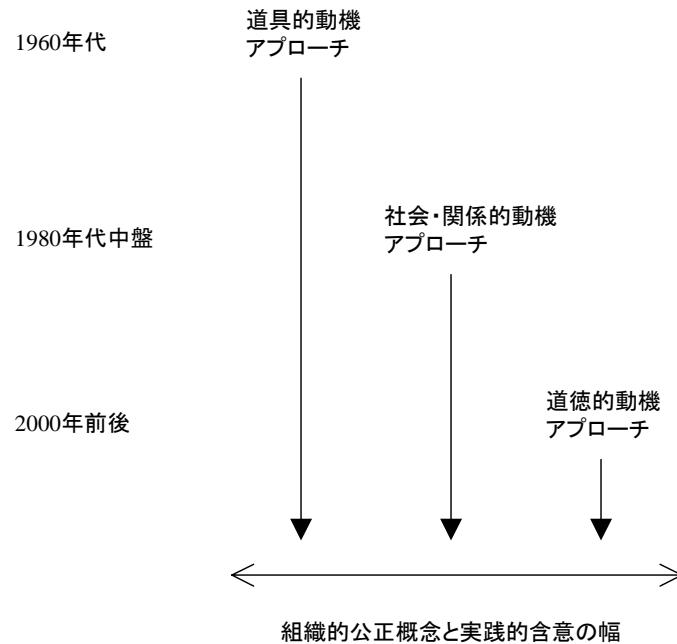 1960年代
道具的動機
アプローチ
1980年代中盤
社会・関係的動機
アプローチ
2000年前後
道徳的動機
アプローチ
組織的公正概念と実践的含意の幅